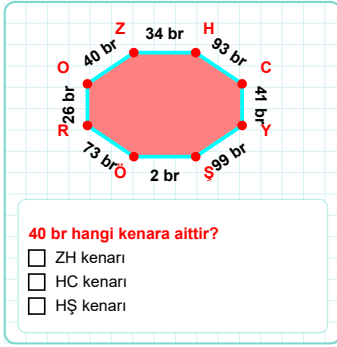 Z
34 br
H
40 br
93 br
O
C
26 br
41 br
R
Y
73 br
99 br
Ö
2 br
Ş
40 br hangi kenara aittir?
ZH kenarı
HC kenarı
HŞ kenarı